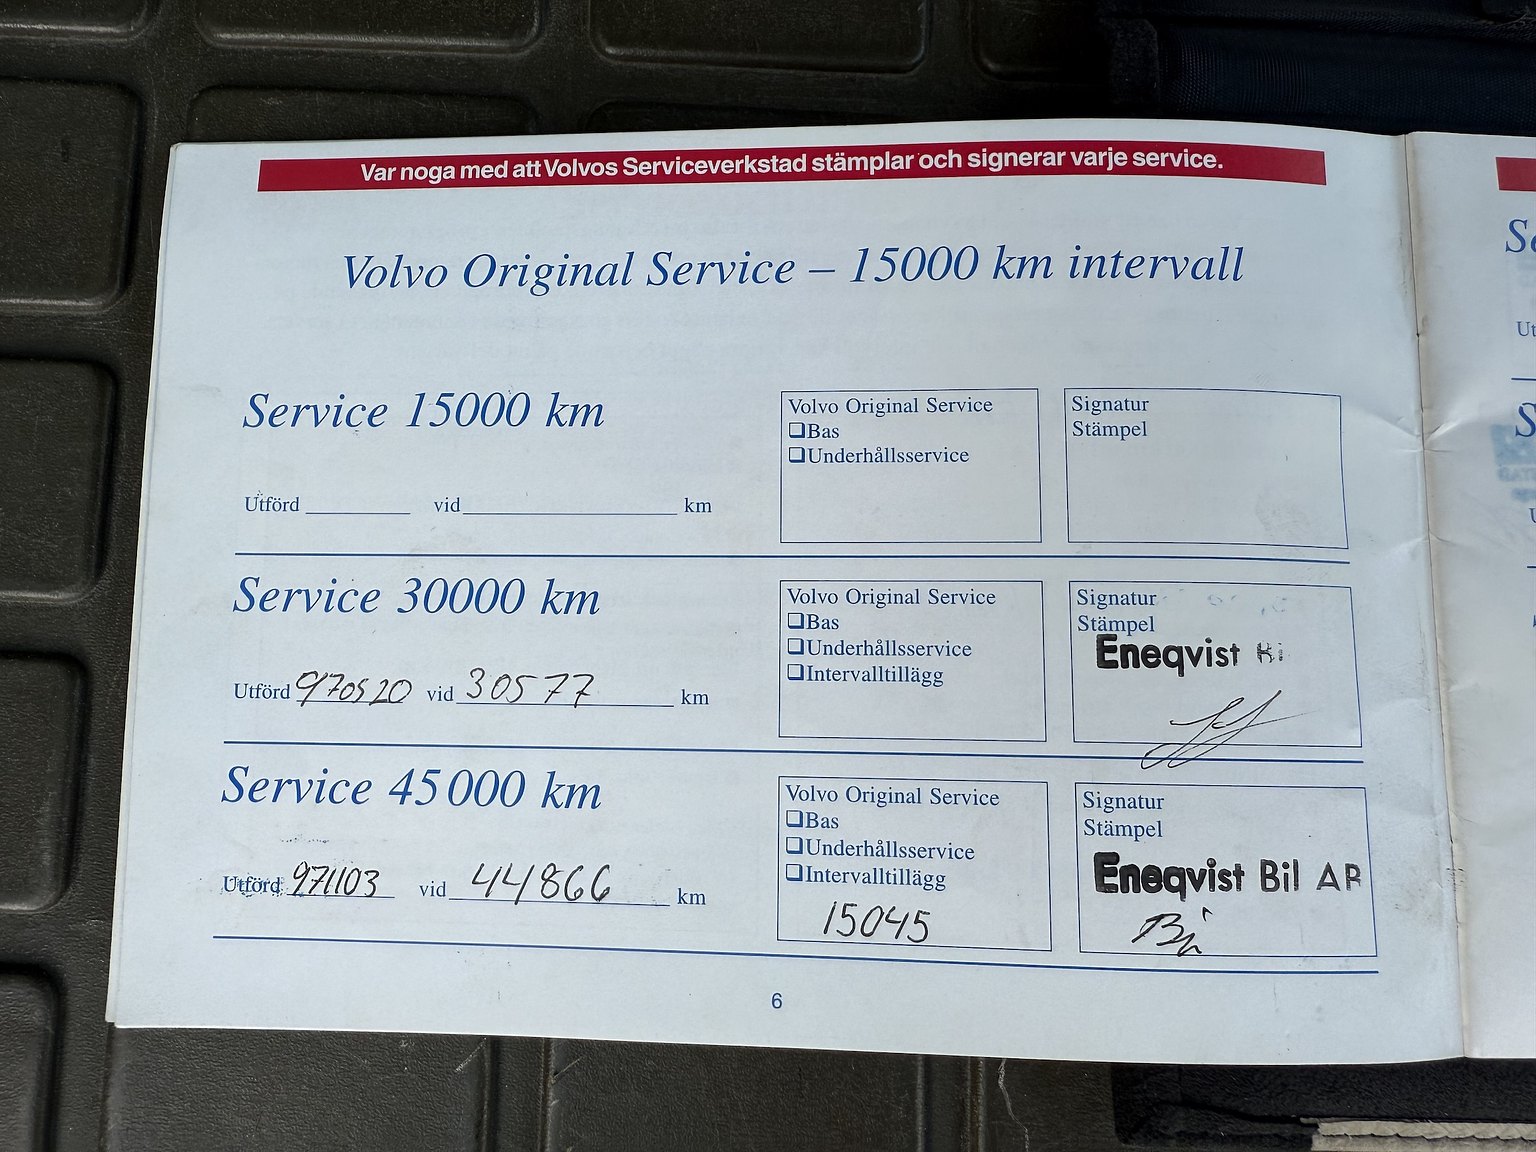 Var noga med att Volvos Serviceverkstad stämplar och signerar varje service.
Volvo Original Service – 15000 km intervall
Service 15000 km
Utförd vid km
Volvo Original Service
❑Bas
❑Underhållsservice
Signatur
Stämpel
Service 30000 km
Utförd 970520 vid 30577 km
Volvo Original Service
❑Bas
❑Underhållsservice
❑Intervalltillägg
Signatur
Stämpel
Eneqvist
Service 45000 km
Utförd 971103 vid 44866 km
Volvo Original Service
❑Bas
❑Underhållsservice
❑Intervalltillägg
15045
Signatur
Stämpel
Eneqvist Bil AB
6